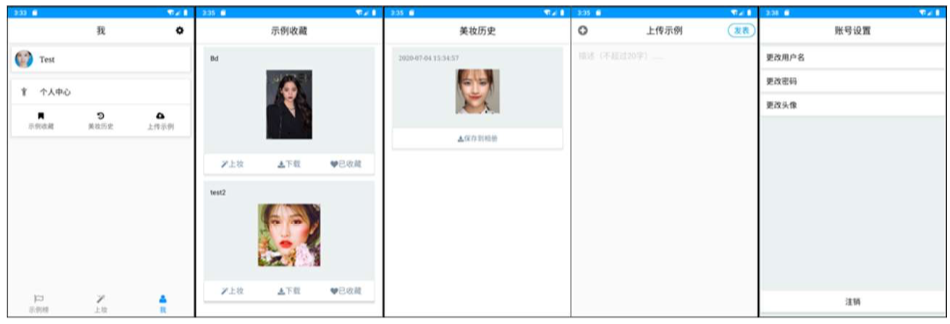 3:33
我
Test
个人中心
示例收藏
美妆历史
上传示例
示例榜
上妆
我
3:35
示例收藏
Bd
上妆
下载
已收藏
test2
上妆
下载
已收藏
3:35
美妆历史
2020-07-04 15:34:57
保存到相册
3:35
上传示例
发表
描述（不超过20字）....
3:36
账号设置
更改用户名
更改密码
更改头像
注销